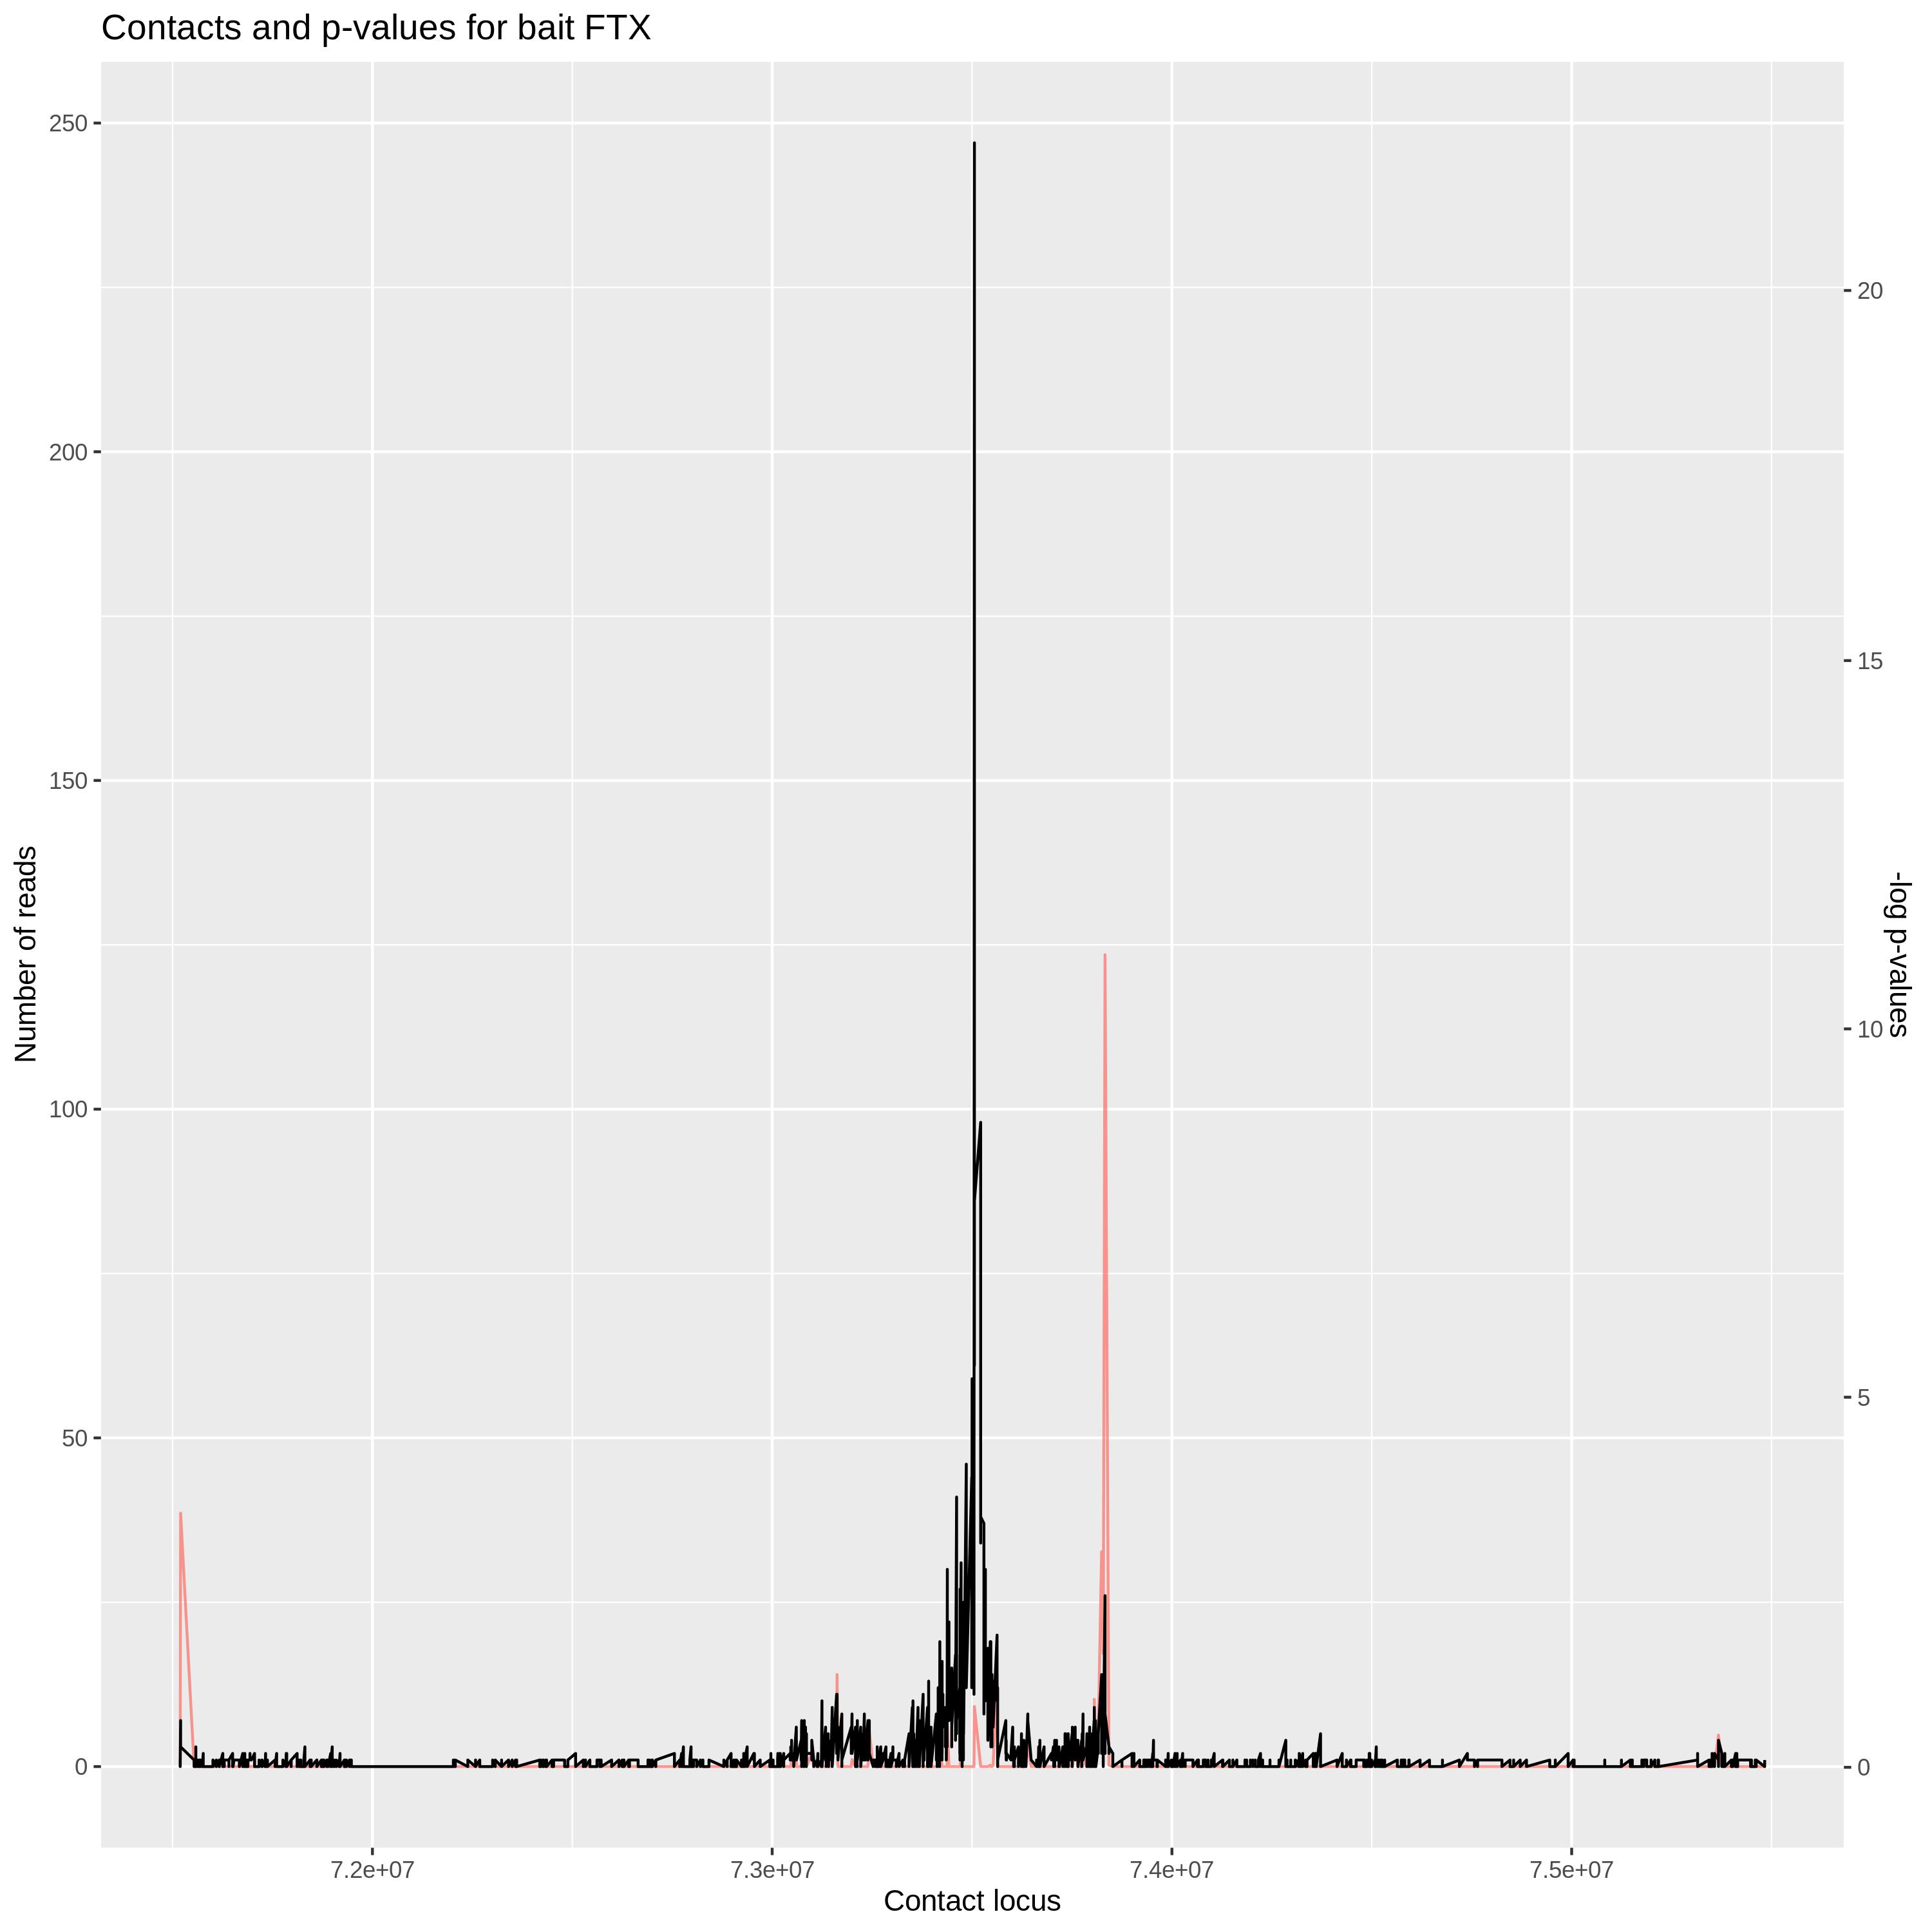 Contacts and p-values for bait FTX
250
200
150
100
50
0
Number of reads
20
15
10
5
0
-log p-values
7.2e+07
7.3e+07
7.4e+07
7.5e+07
Contact locus